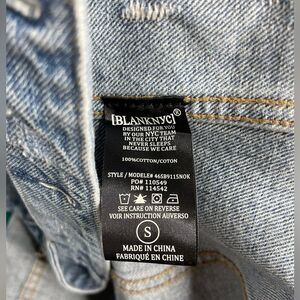 [BLANKNYC]®
DESIGNED FOR YOU
BY OUR NYC TEAM
IN THE CITY THAT
NEVER SLEEPS
BECAUSE WE CARE
100%COTTON/COTON
STYLE / MODELE# 46SB9115NOK
PO# 110549
RN# 114542
SEE CARE ON REVERSE
VOIR INSTRUCTION AUVERSO
S
MADE IN CHINA
FABRIQUÉ EN CHINE